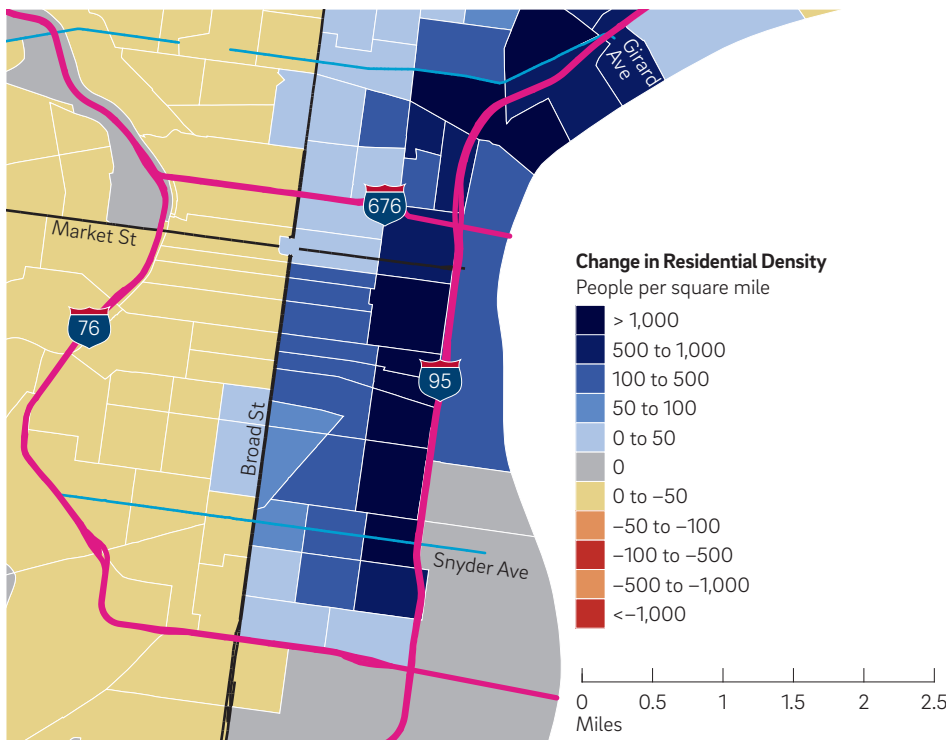 Girard
Ave
676
Market St
76
95
Broad St
Snyder Ave
Change in Residential Density
People per square mile
> 1,000
500 to 1,000
100 to 500
50 to 100
0 to 50
0
0 to –50
–50 to –100
–100 to –500
–500 to –1,000
<–1,000
0 0.5 1 1.5 2 2.5
Miles